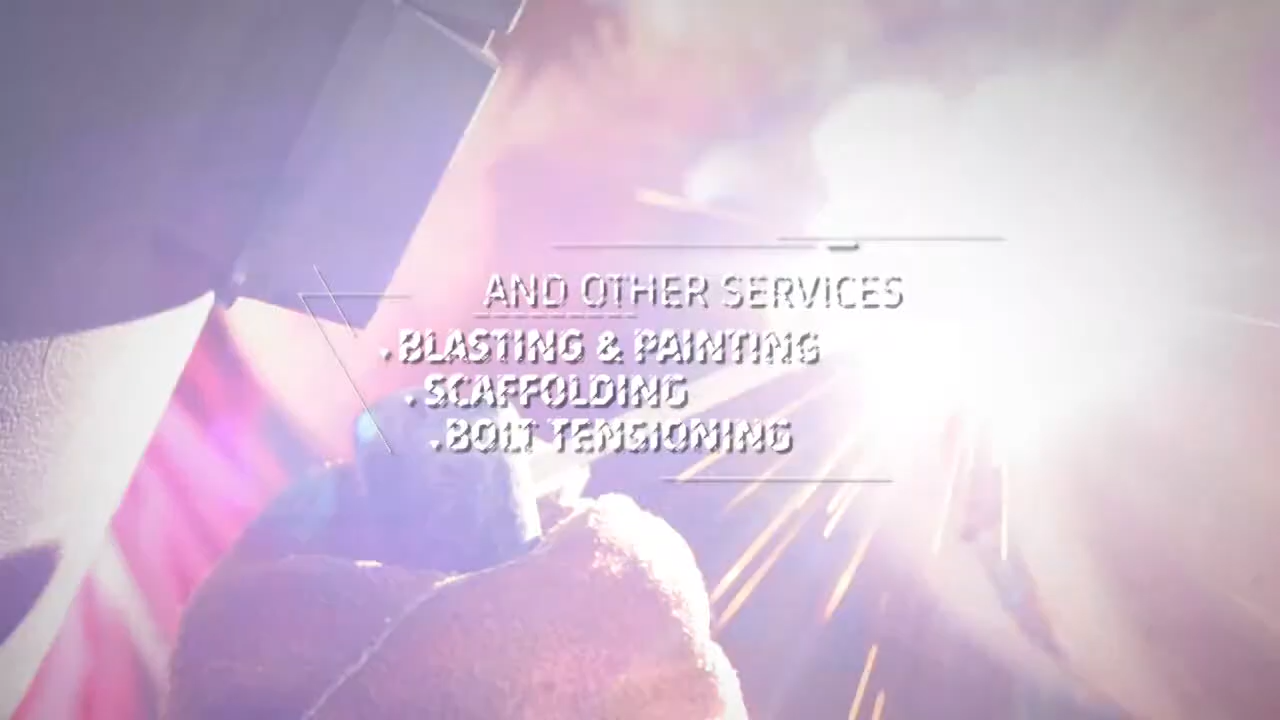 AND OTHER SERVICES
. BLASTING & PAINTING
. SCAFFOLDING
. BOLT TENSIONING